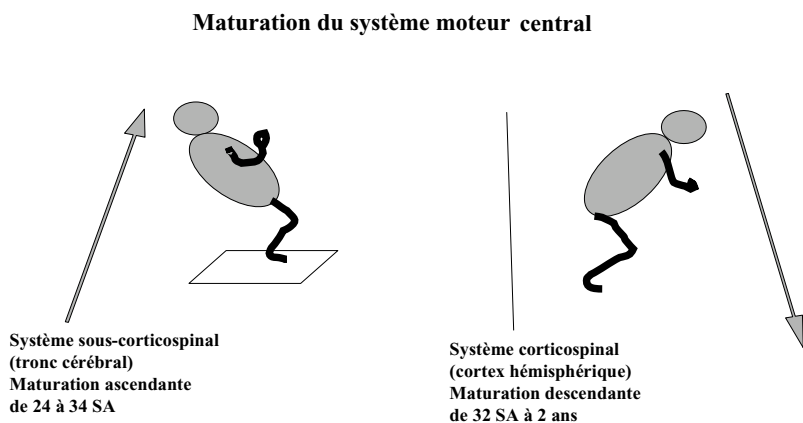 Maturation du système moteur central
Système sous-corticospinal
(tronc cérébral)
Maturation ascendante
de 24 à 34 SA
Système corticospinal
(cortex hémisphérique)
Maturation descendante
de 32 SA à 2 ans